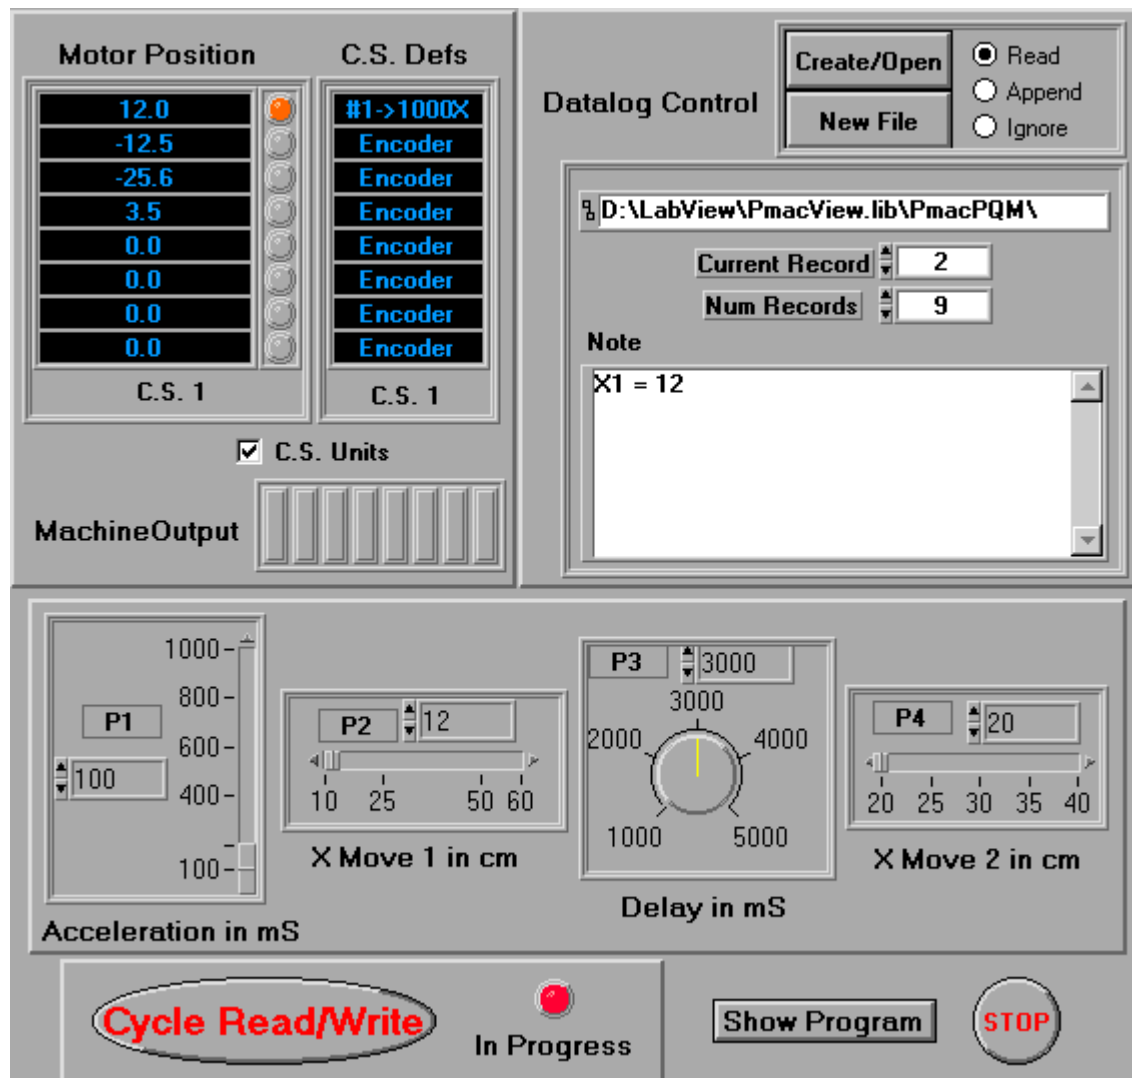 Motor Position
12.0
-12.5
-25.6
3.5
0.0
0.0
0.0
0.0
C.S. 1
C.S. Defs
#1->1000X
Encoder
Encoder
Encoder
Encoder
Encoder
Encoder
Encoder
C.S. 1
C.S. Units
MachineOutput
Datalog Control
Create/Open
New File
Read
Append
Ignore
D:\LabView\PmacView.lib\PmacPQM\
Current Record 2
Num Records 9
Note
X1 = 12
P1
100
1000
800
600
400
100
Acceleration in mS
P2 12
10 25 50 60
X Move 1 in cm
P3 3000
3000
2000 4000
1000 5000
Delay in mS
P4 20
20 25 30 35 40
X Move 2 in cm
Cycle Read/Write
In Progress
Show Program
STOP